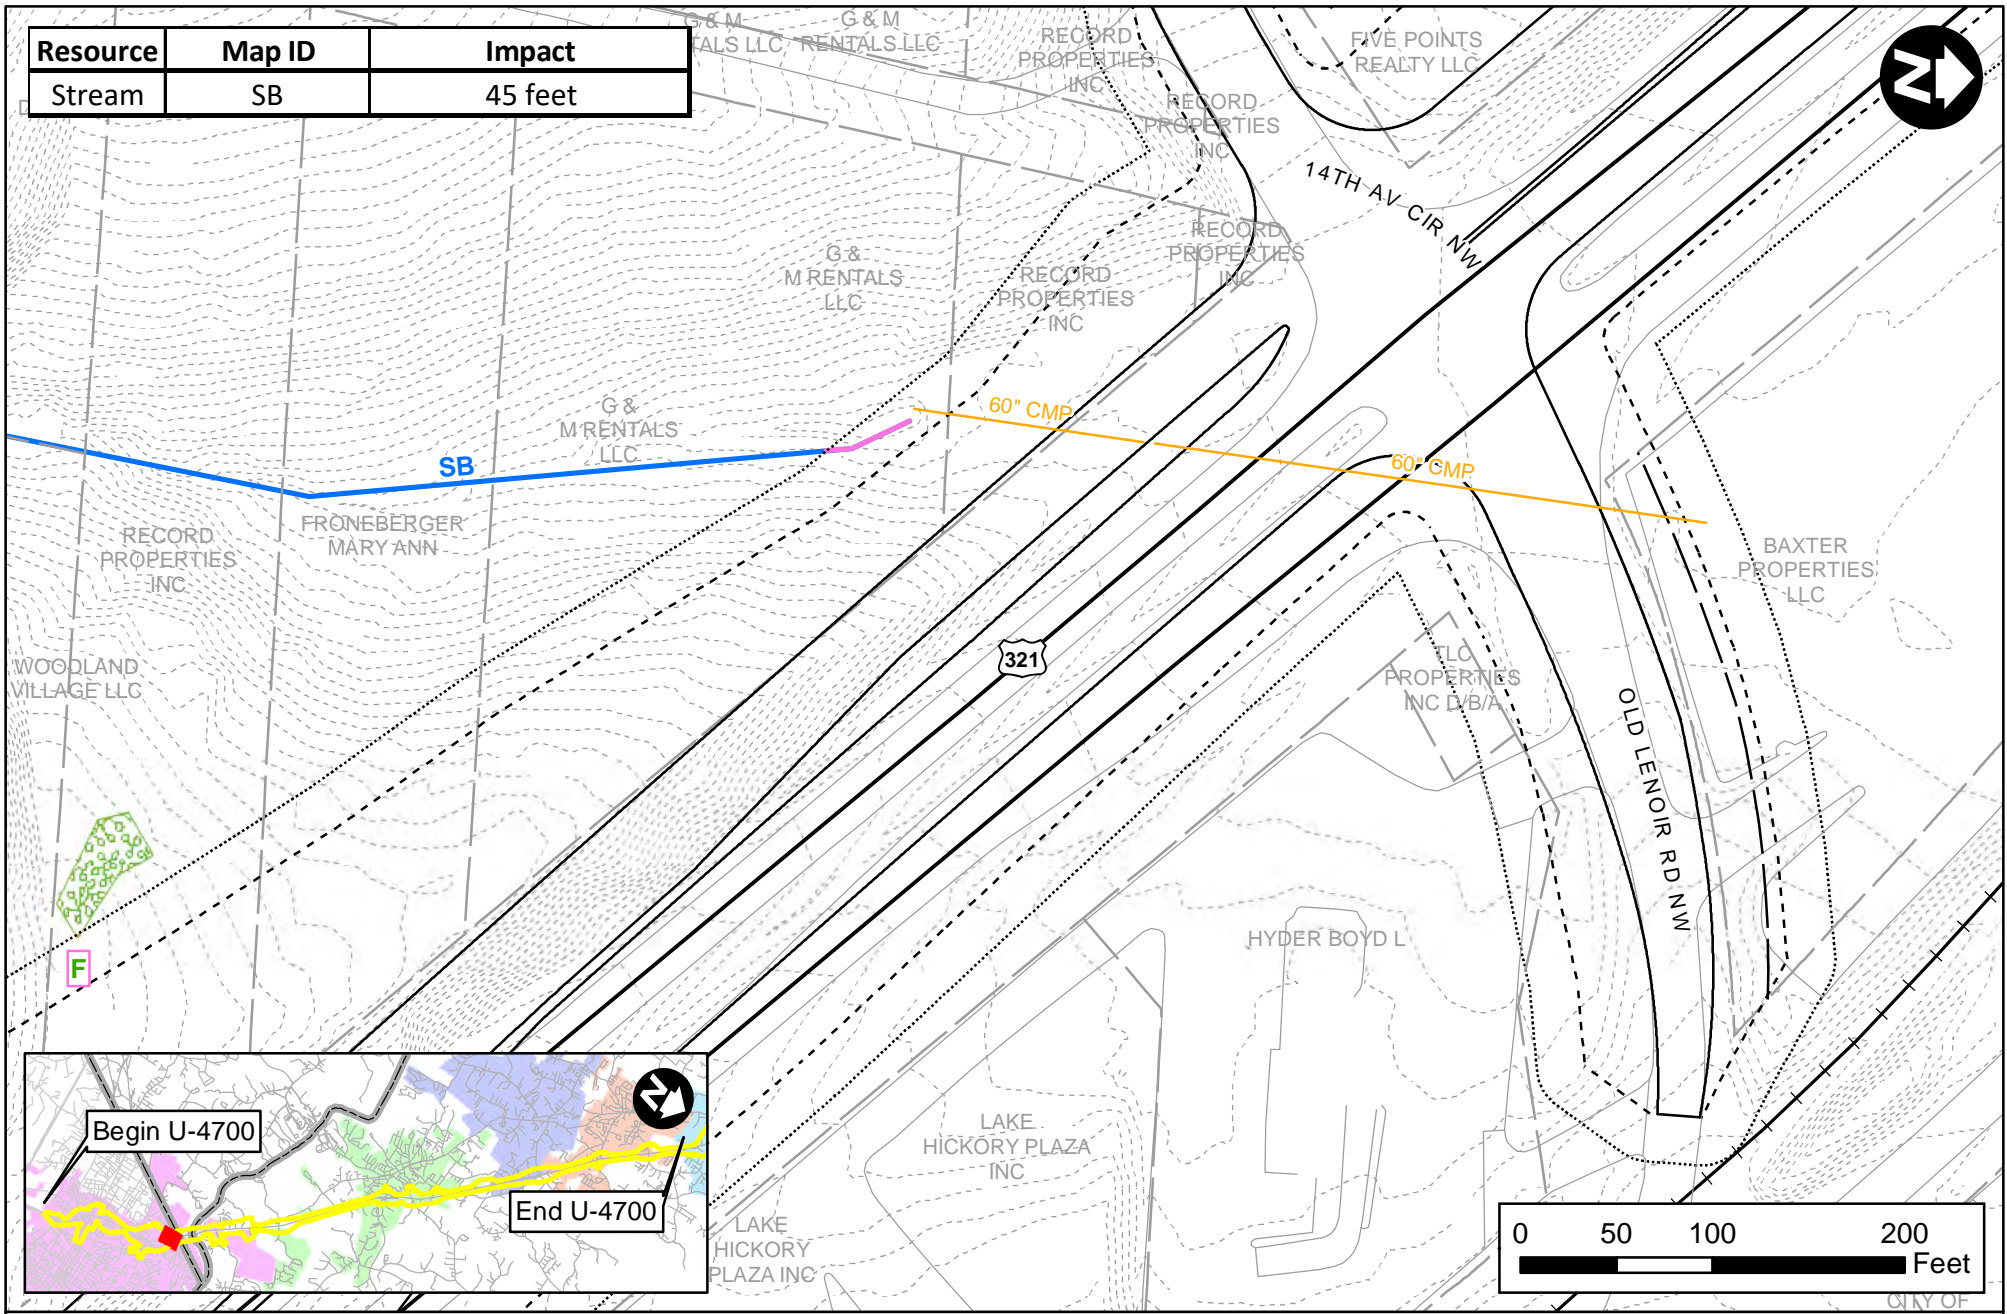 Resource Map ID Impact
Stream SB 45 feet
G & M
TALS LLC
G & M
RENTALS LLC
RECORD
PROPERTIES
INC
FIVE POINTS
REALTY LLC
N
RECORD
PROPERTIES
INC
14TH AV CIR NW
RECORD
PROPERTIES
INC
G &
M RENTALS
LLC
RECORD
PROPERTIES
INC
60" CMP
G &
M RENTALS
LLC
SB
60" CMP
RECORD
PROPERTIES
INC
FRONEBERGER
MARY ANN
BAXTER
PROPERTIES
LLC
WOODLAND
VILLAGE LLC
321
TLC
PROPERTIES
INC D/B/A
OLD LENOIR RD NW
F
HYDER BOYD L
LAKE
HICKORY PLAZA
INC
LAKE
HICKORY
PLAZA INC
Begin U-4700
End U-4700
N
0 50 100 200
Feet
CITY OF